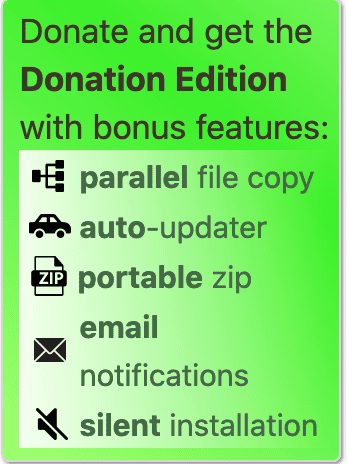 Donate and get the
Donation Edition
with bonus features:
parallel file copy
auto-updater
ZIP portable zip
email
notifications
silent installation